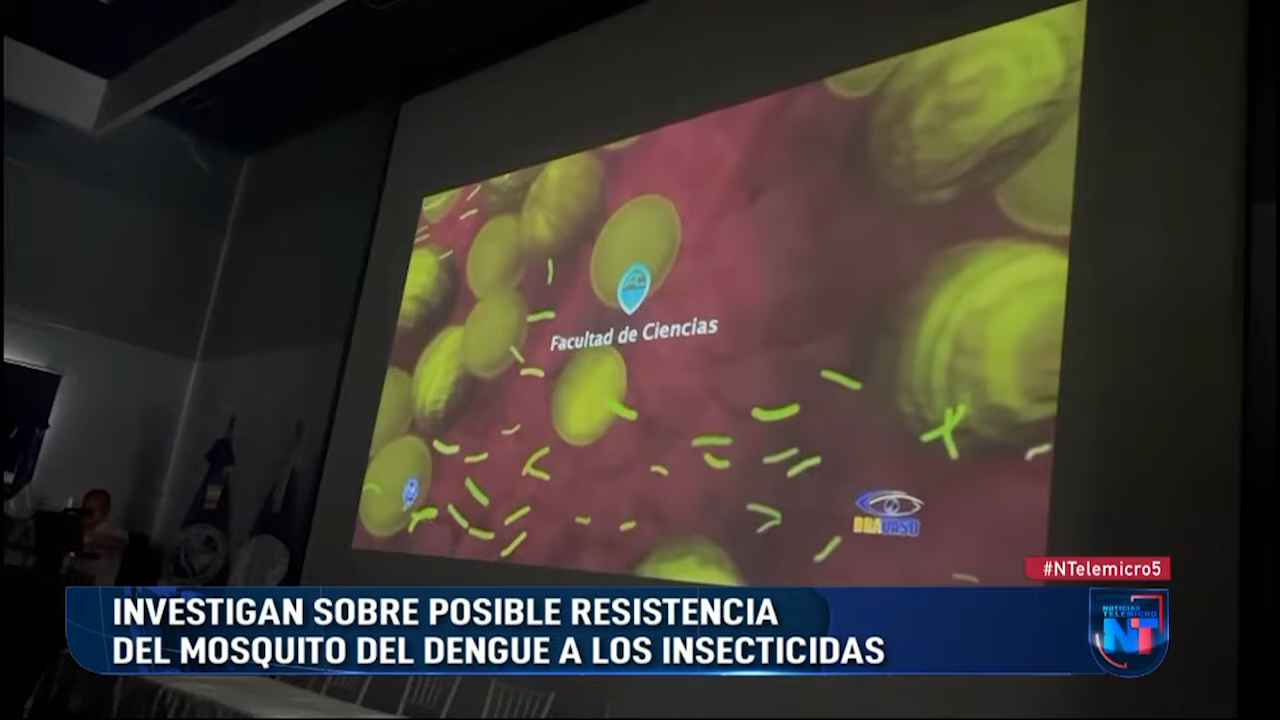 Facultad de Ciencias
#NTelemicro5
INVESTIGAN SOBRE POSIBLE RESISTENCIA
DEL MOSQUITO DEL DENGUE A LOS INSECTICIDAS
NOTICIAS
TELEMICRO
NT